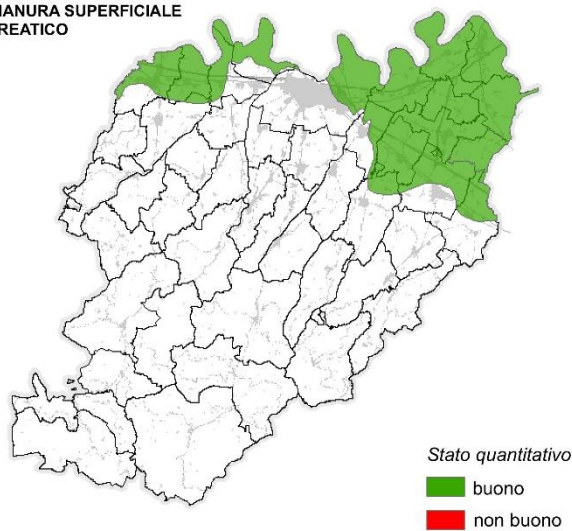 IANURA SUPERFICIALE
REATICO
Stato quantitativo
buono
non buono